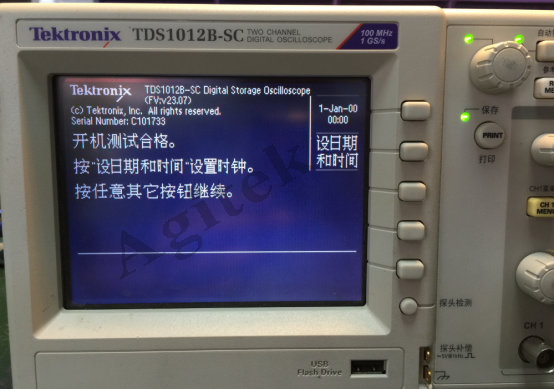 Tektronix TDS1012B-SC TWO CHANNEL
DIGITAL OSCILLOSCOPE
100 MHz
1 GS/s
Tektronix TDS1012B-SC Digital Storage Oscilloscope
(FV:v23.07)
(c) Tektronix, Inc. All rights reserved.
Serial Number: C101733
1-Jan-00
00:00
设日期
和时间
开机测试合格。
按“设日期和时间”设置时钟。
按任意其它按钮继续。
Agitek
探头检测
USB
Flash Drive
探头补偿
保存
PRINT
打印
自动
CH 1
MENU
CH 1